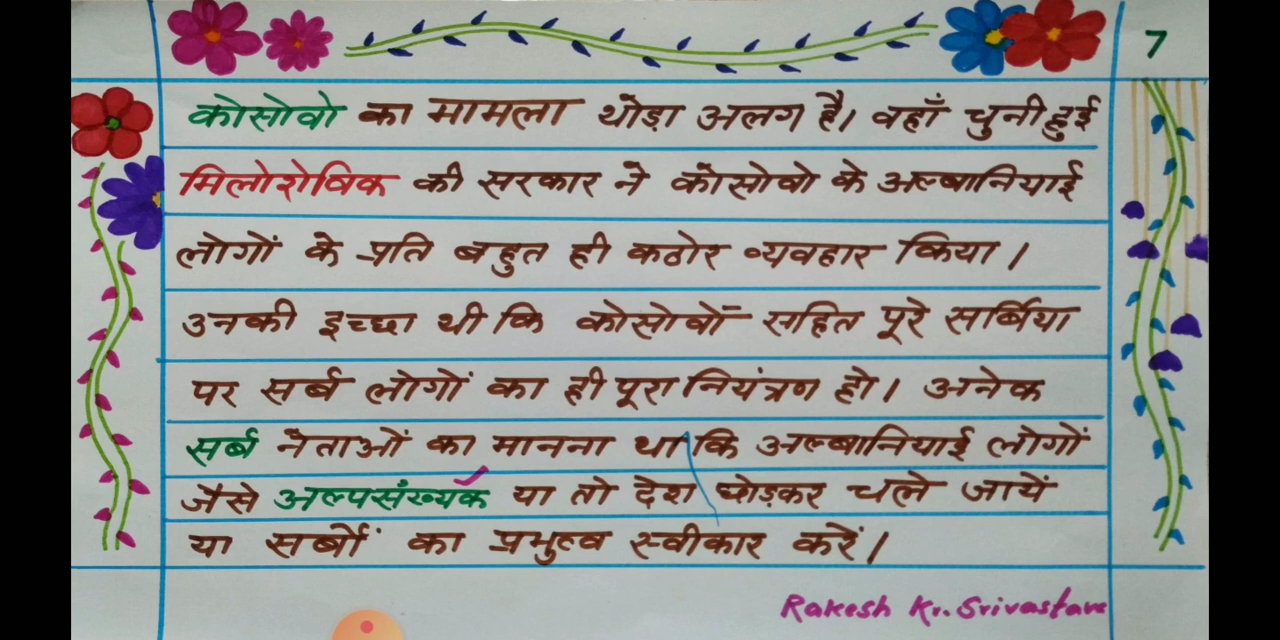 7
कोसोवो का मामला थोड़ा अलग है। वहाँ चुनी हुई
मिलोशेविक की सरकार ने कोसोवो के अल्बानियाई
लोगों के प्रति बहुत ही कठोर व्यवहार किया।
उनकी इच्छा थी कि कोसोवों सहित पूरे सर्बिया
पर सर्ब लोगों का ही पूरा नियंत्रण हो। अनेक
सर्ब नेताओं का मानना था कि अल्बानियाई लोगों
जैसे अल्पसंख्यक या तो देश छोड़कर चले जायें
या सर्बों का प्रभुत्व स्वीकार करें।
Rakesh Kr. Srivastava